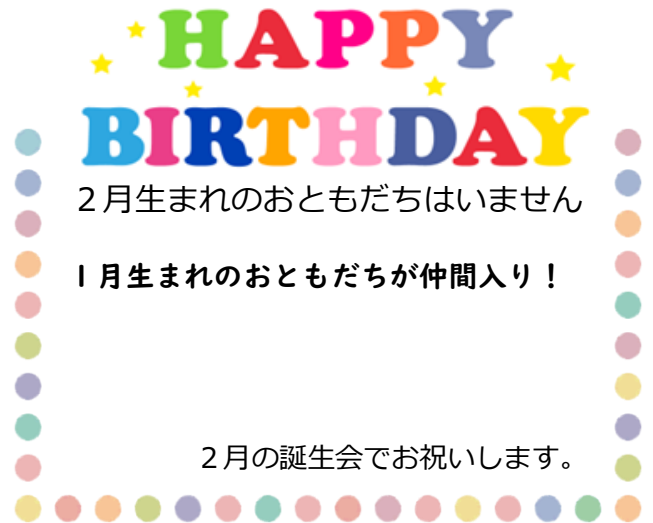 HAPPY
BIRTHDAY
２月生まれのおともだちはいません
１月生まれのおともだちが仲間入り！
２月の誕生会でお祝いします。